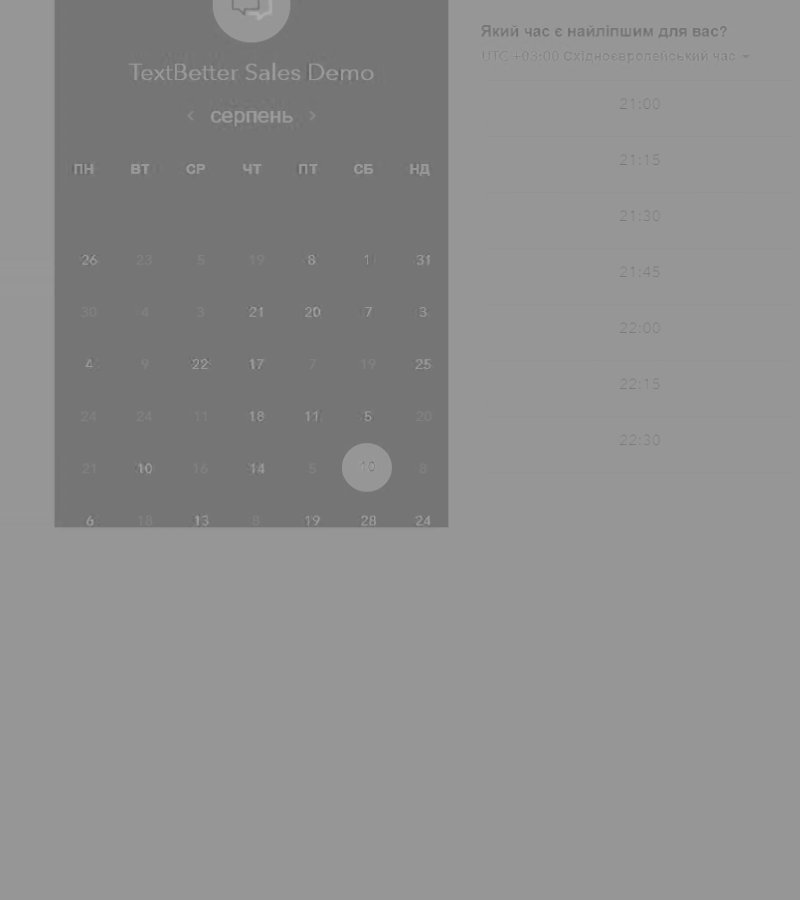 TextBetter Sales Demo
‹ серпень ›
ПН ВТ СР ЧТ ПТ СБ НД
26 23 5 19 8 1 31
30 4 3 21 20 7 3
4 9 22 17 7 19 25
24 24 11 18 11 5 20
21 10 16 14 5 10 8
6 18 13 8 19 28 24
Який час є найліпшим для вас?
UTC +03:00 Східноєвропейський час
21:00
21:15
21:30
21:45
22:00
22:15
22:30